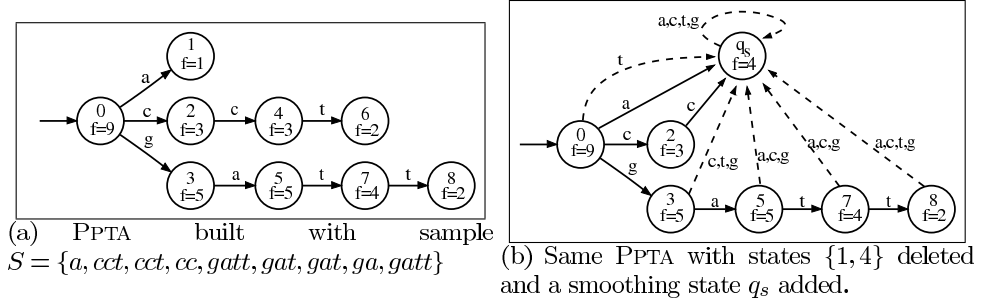 1
f=1
a
0
f=9
c
2
f=3
c
4
f=3
t
6
f=2
g
3
f=5
a
5
f=5
t
7
f=4
t
8
f=2
(a) PPTA built with sample
S = {a, cct, cct, cc, gatt, gat, gat, ga, gatt}
a,c,t,g
qs
f=4
t
a
c
0
f=9
c
2
f=3
g
c,t,g
a,c,g
a,c,g
a,c,t,g
3
f=5
a
5
f=5
t
7
f=4
t
8
f=2
(b) Same PPTA with states {1,4} deleted
and a smoothing state qs added.